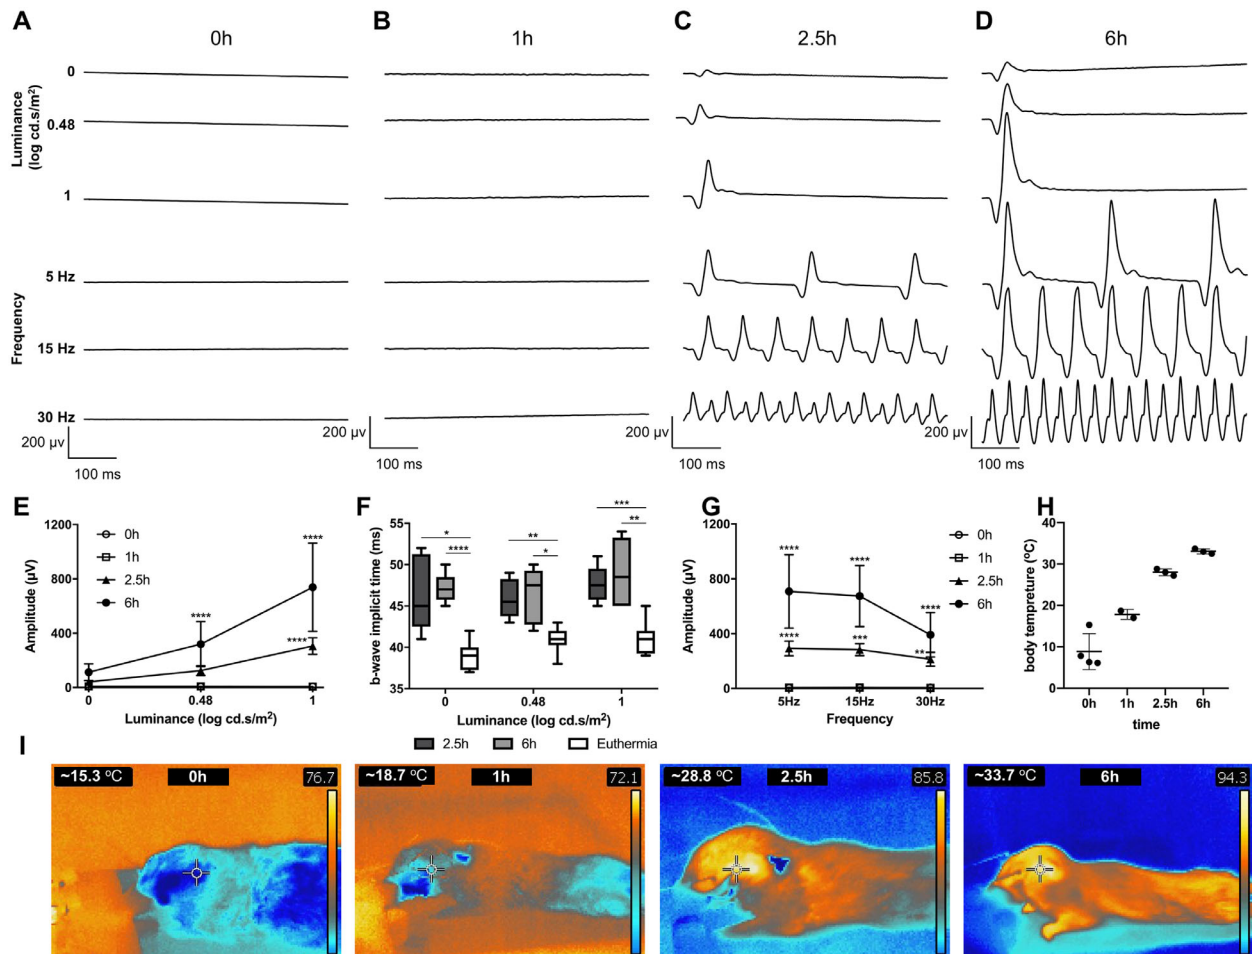 A
0h
B
1h
C
2.5h
D
6h
Luminance
(log cd.s/m²)
0
0.48
1
Frequency
5 Hz
15 Hz
30 Hz
200 μv
100 ms
200 μv
100 ms
200 μv
100 ms
200 μv
100 ms
E
Amplitude (μV)
1200
800
400
0
0h
1h
2.5h
6h
****
****
****
0
0.48
1
Luminance (log cd.s/m²)
F
b-wave implicit time (ms)
55
50
45
40
35
*
****
**
*
***
**
0
0.48
1
Luminance (log cd.s/m²)
2.5h
6h
Euthermia
G
Amplitude (μV)
1200
800
400
0
****
****
****
****
***
**
0h
1h
2.5h
6h
5Hz
15Hz
30Hz
Frequency
H
body tempreture (ºC)
40
30
20
10
0
0h
1h
2.5h
6h
time
I
~15.3 ºC
0h
76.7
~18.7 ºC
1h
72.1
~28.8 ºC
2.5h
85.8
~33.7 ºC
6h
94.3